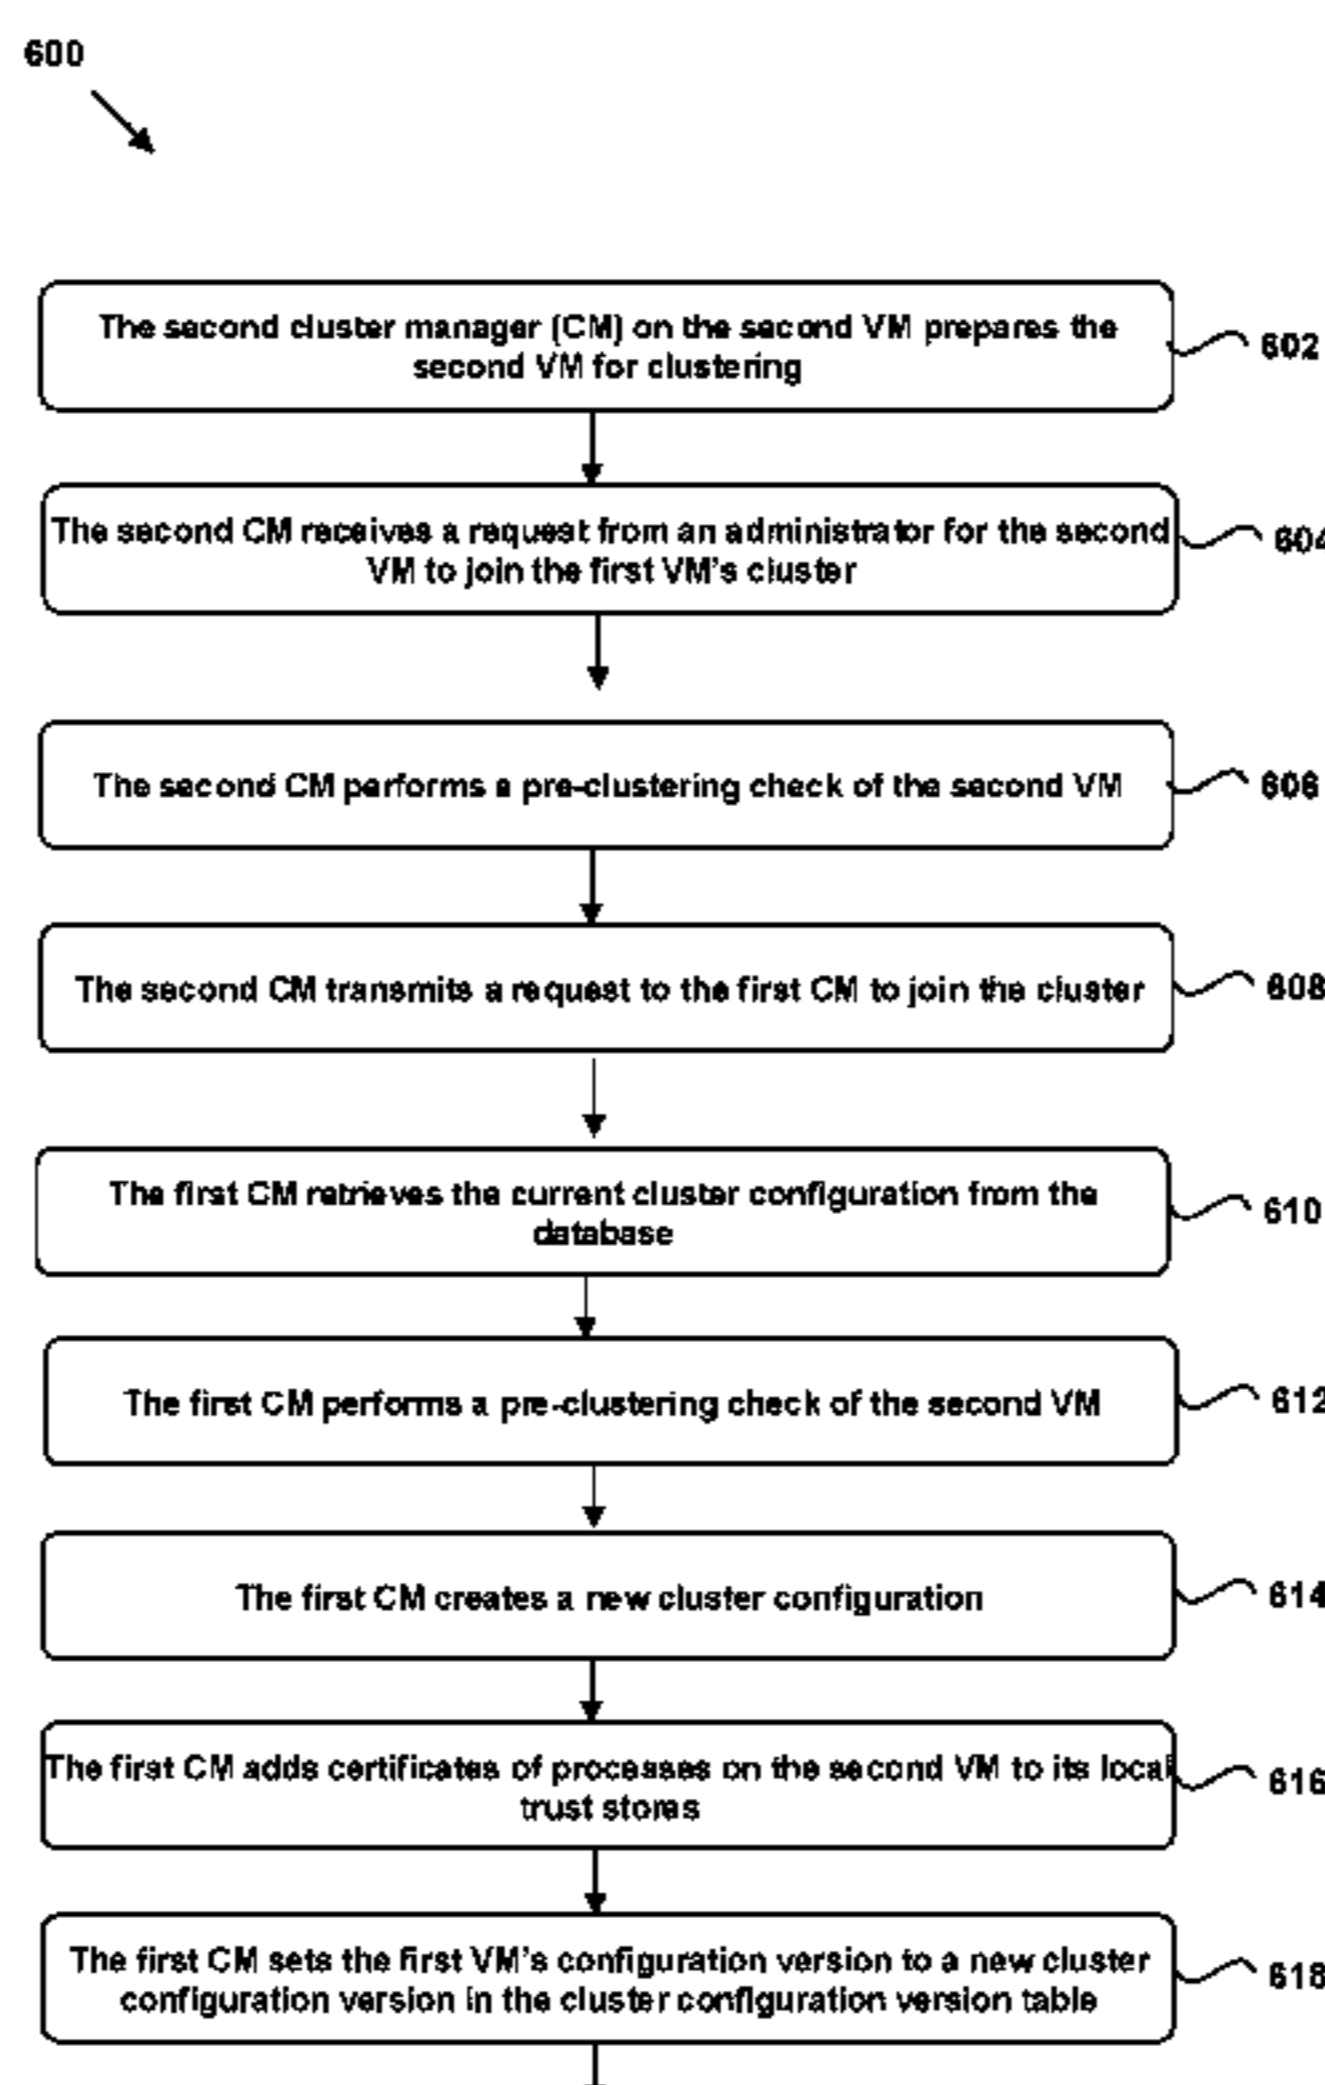 600
The second cluster manager (CM) on the second VM prepares the
second VM for clustering
602
The second CM receives a request from an administrator for the second
VM to join the first VM's cluster
604
The second CM performs a pre-clustering check of the second VM
606
The second CM transmits a request to the first CM to join the cluster
608
The first CM retrieves the current cluster configuration from the
database
610
The first CM performs a pre-clustering check of the second VM
612
The first CM creates a new cluster configuration
614
The first CM adds certificates of processes on the second VM to its local
trust stores
616
The first CM sets the first VM's configuration version to a new cluster
configuration version in the cluster configuration version table
618